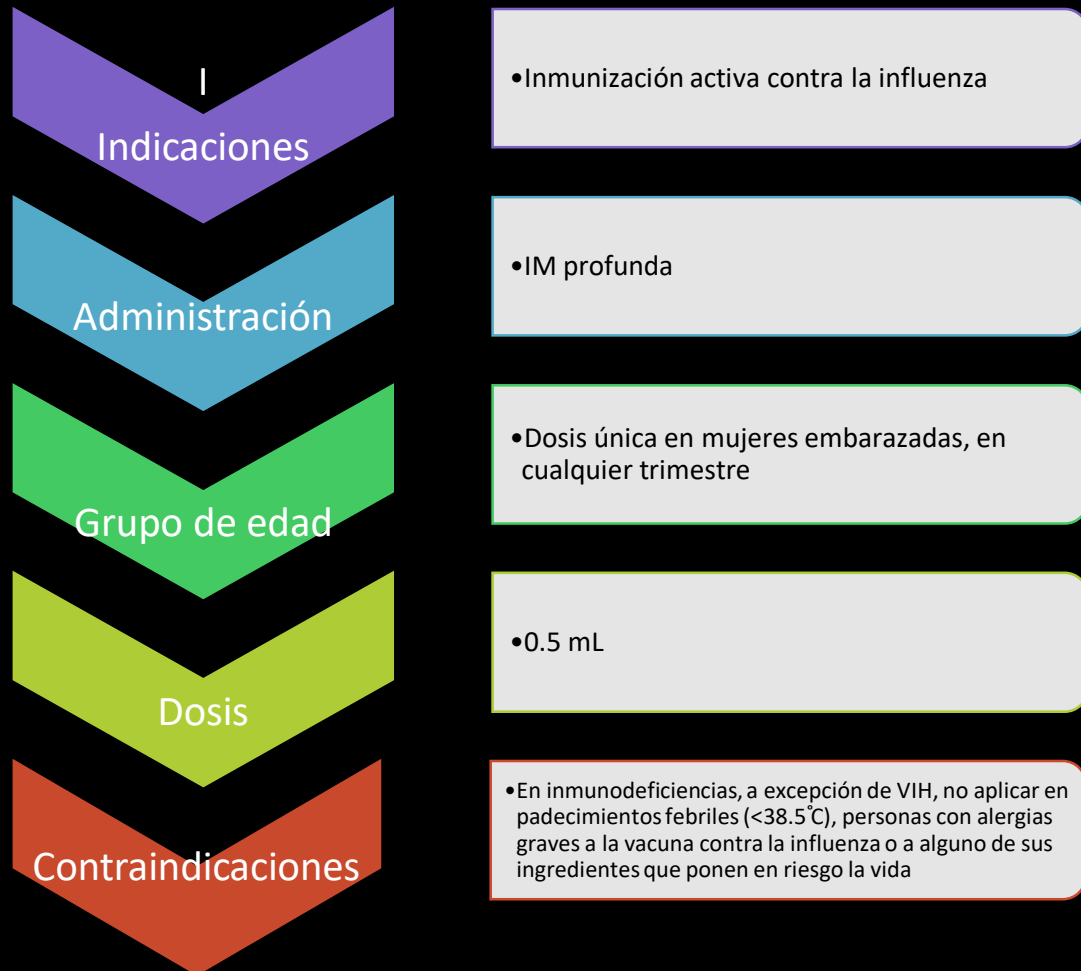 I
Indicaciones
•Inmunización activa contra la influenza
Administración
•IM profunda
Grupo de edad
•Dosis única en mujeres embarazadas, en
cualquier trimestre
Dosis
•0.5 mL
Contraindicaciones
•En inmunodeficiencias, a excepción de VIH, no aplicar en
padecimientos febriles (<38.5°C), personas con alergias
graves a la vacuna contra la influenza o a alguno de sus
ingredientes que ponen en riesgo la vida